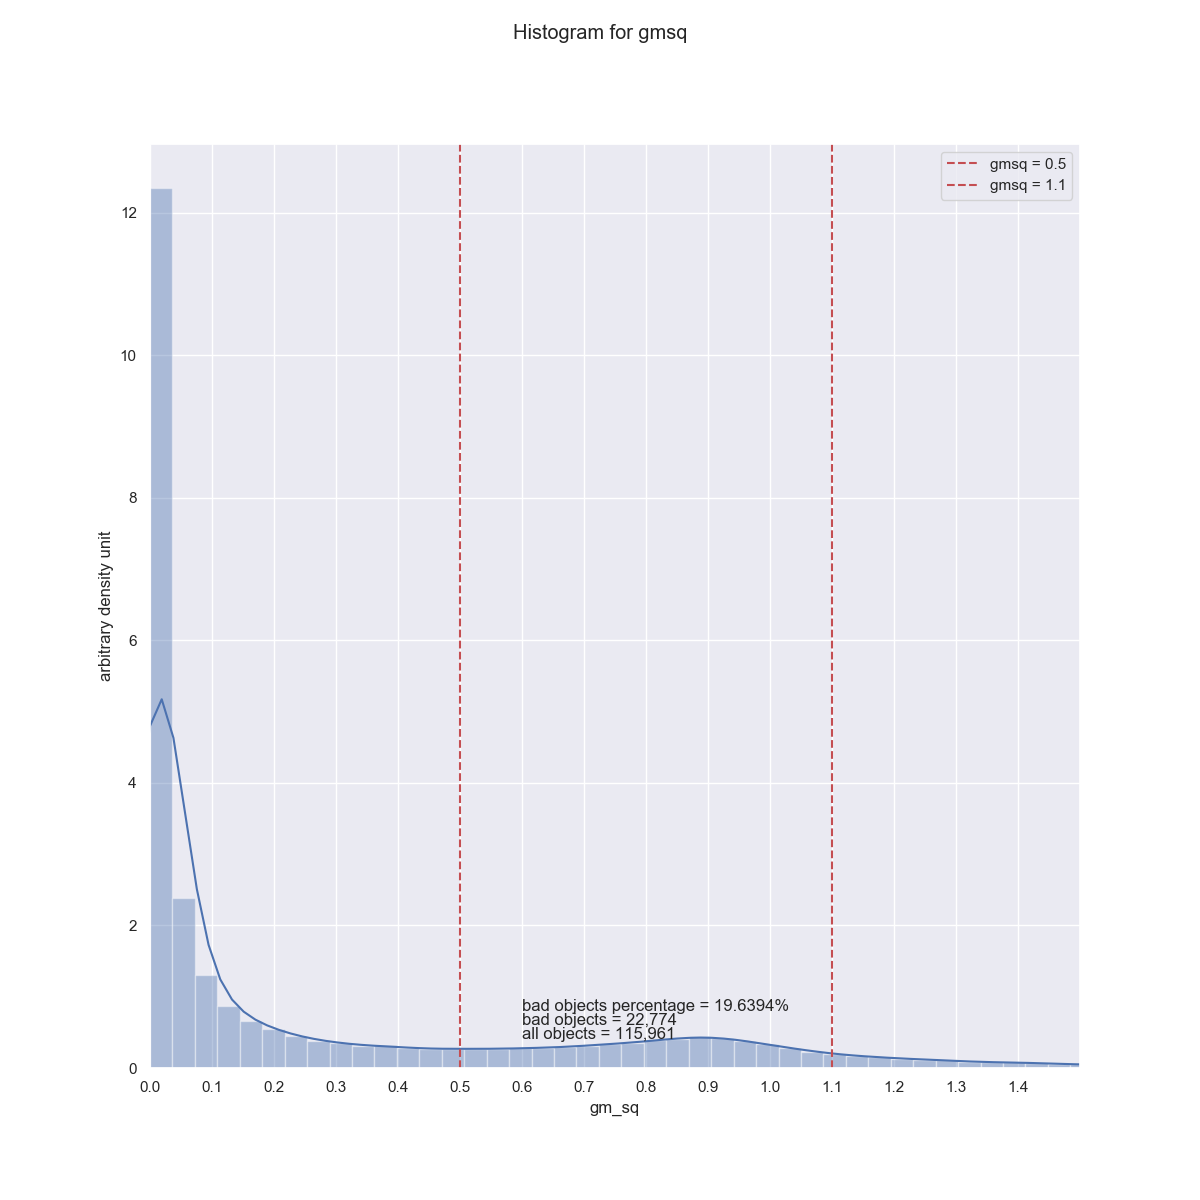 Histogram for gmsq
gmsq = 0.5
gmsq = 1.1
12
10
8
6
4
2
0
arbitrary density unit
bad objects percentage = 19.6394%
bad objects = 22,774
all objects = 115,961
0.0 0.1 0.2 0.3 0.4 0.5 0.6 0.7 0.8 0.9 1.0 1.1 1.2 1.3 1.4
gm_sq